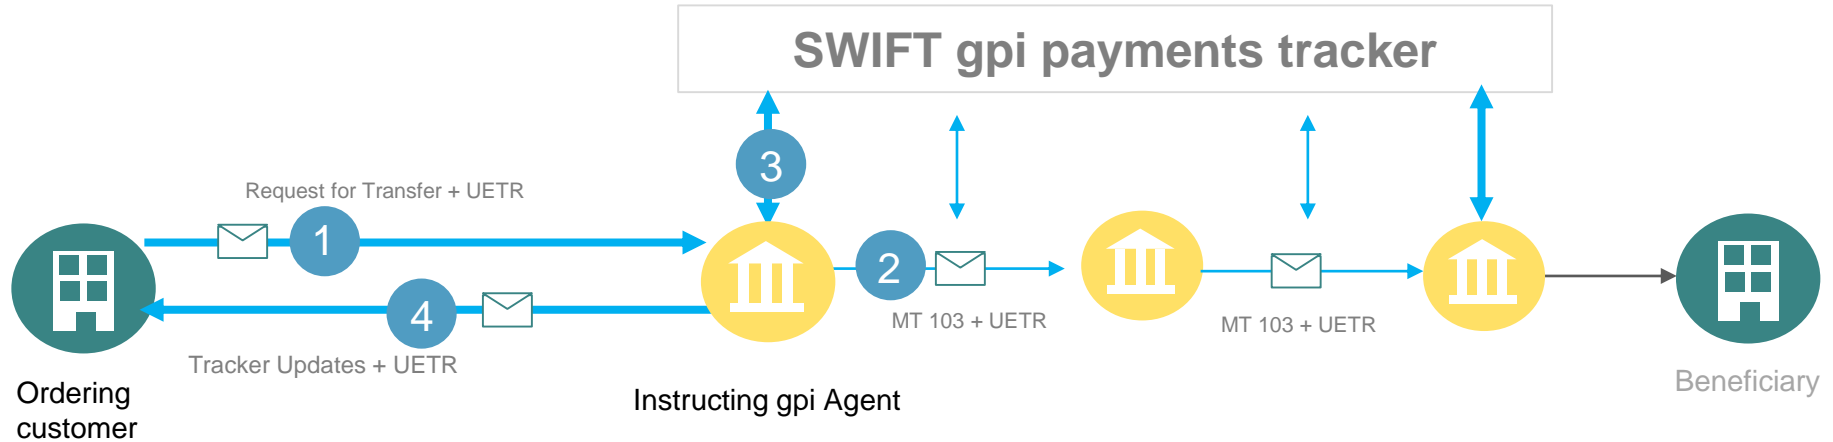 SWIFT gpi payments tracker
3
Request for Transfer + UETR
1
2
4
MT 103 + UETR
MT 103 + UETR
Tracker Updates + UETR
Ordering
customer
Instructing gpi Agent
Beneficiary